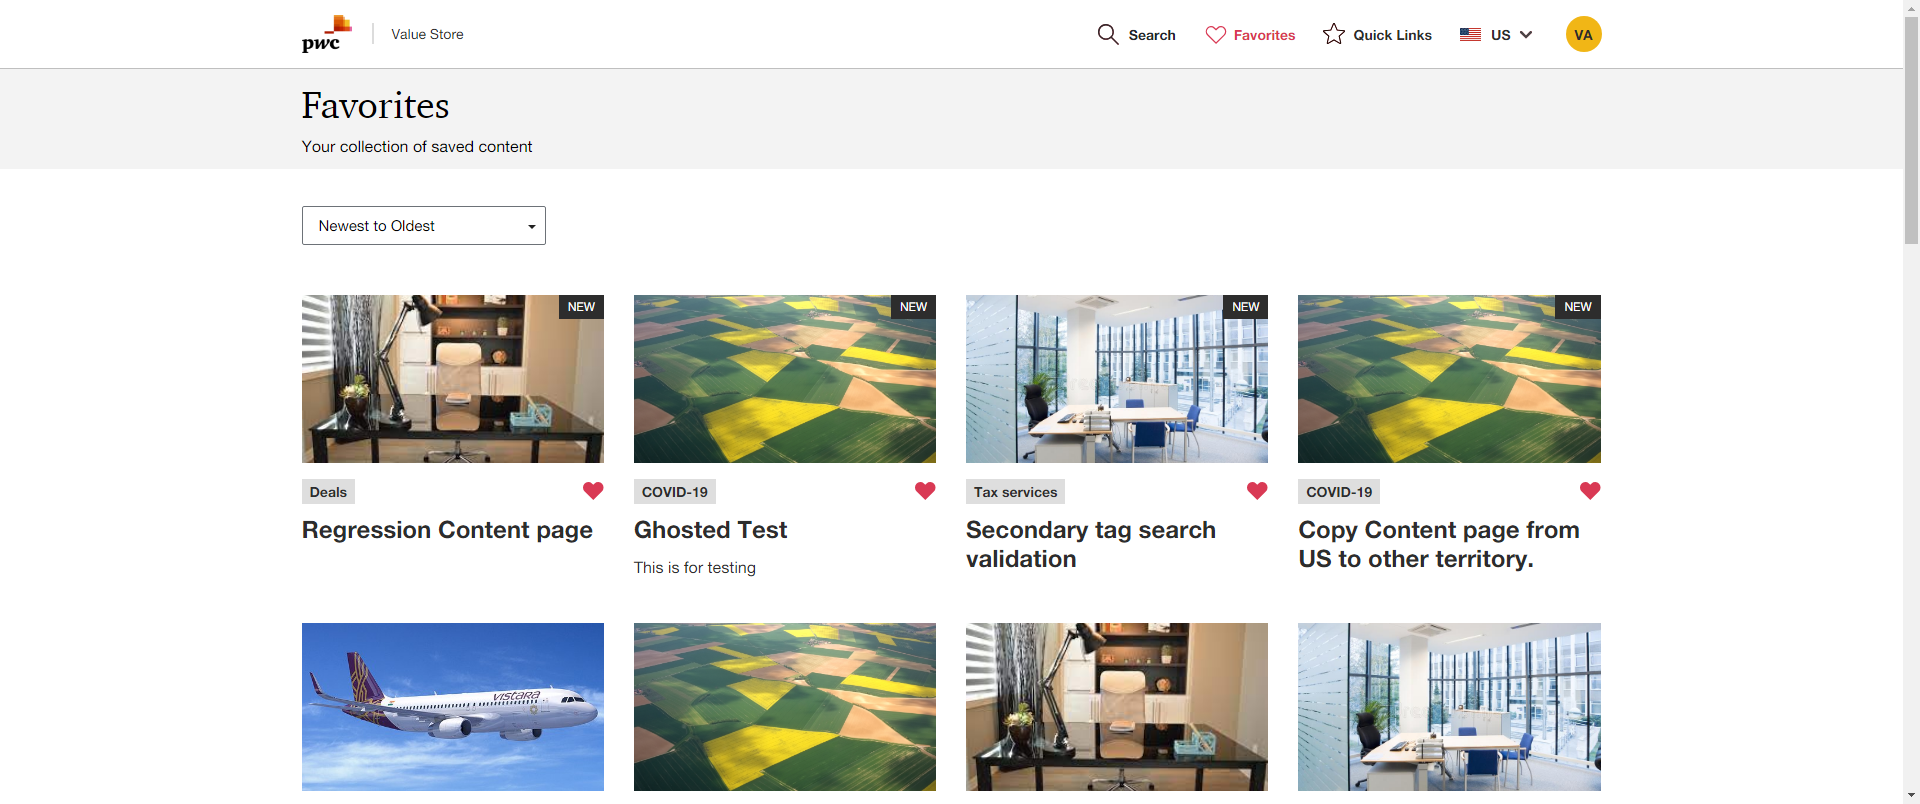 pwc
Value Store
Search
Favorites
Quick Links
US
VA
Favorites
Your collection of saved content
Newest to Oldest
NEW
NEW
NEW
NEW
Deals
COVID-19
Tax services
COVID-19
Regression Content page
Ghosted Test
This is for testing
Secondary tag search
validation
Copy Content page from
US to other territory.
VISTARA